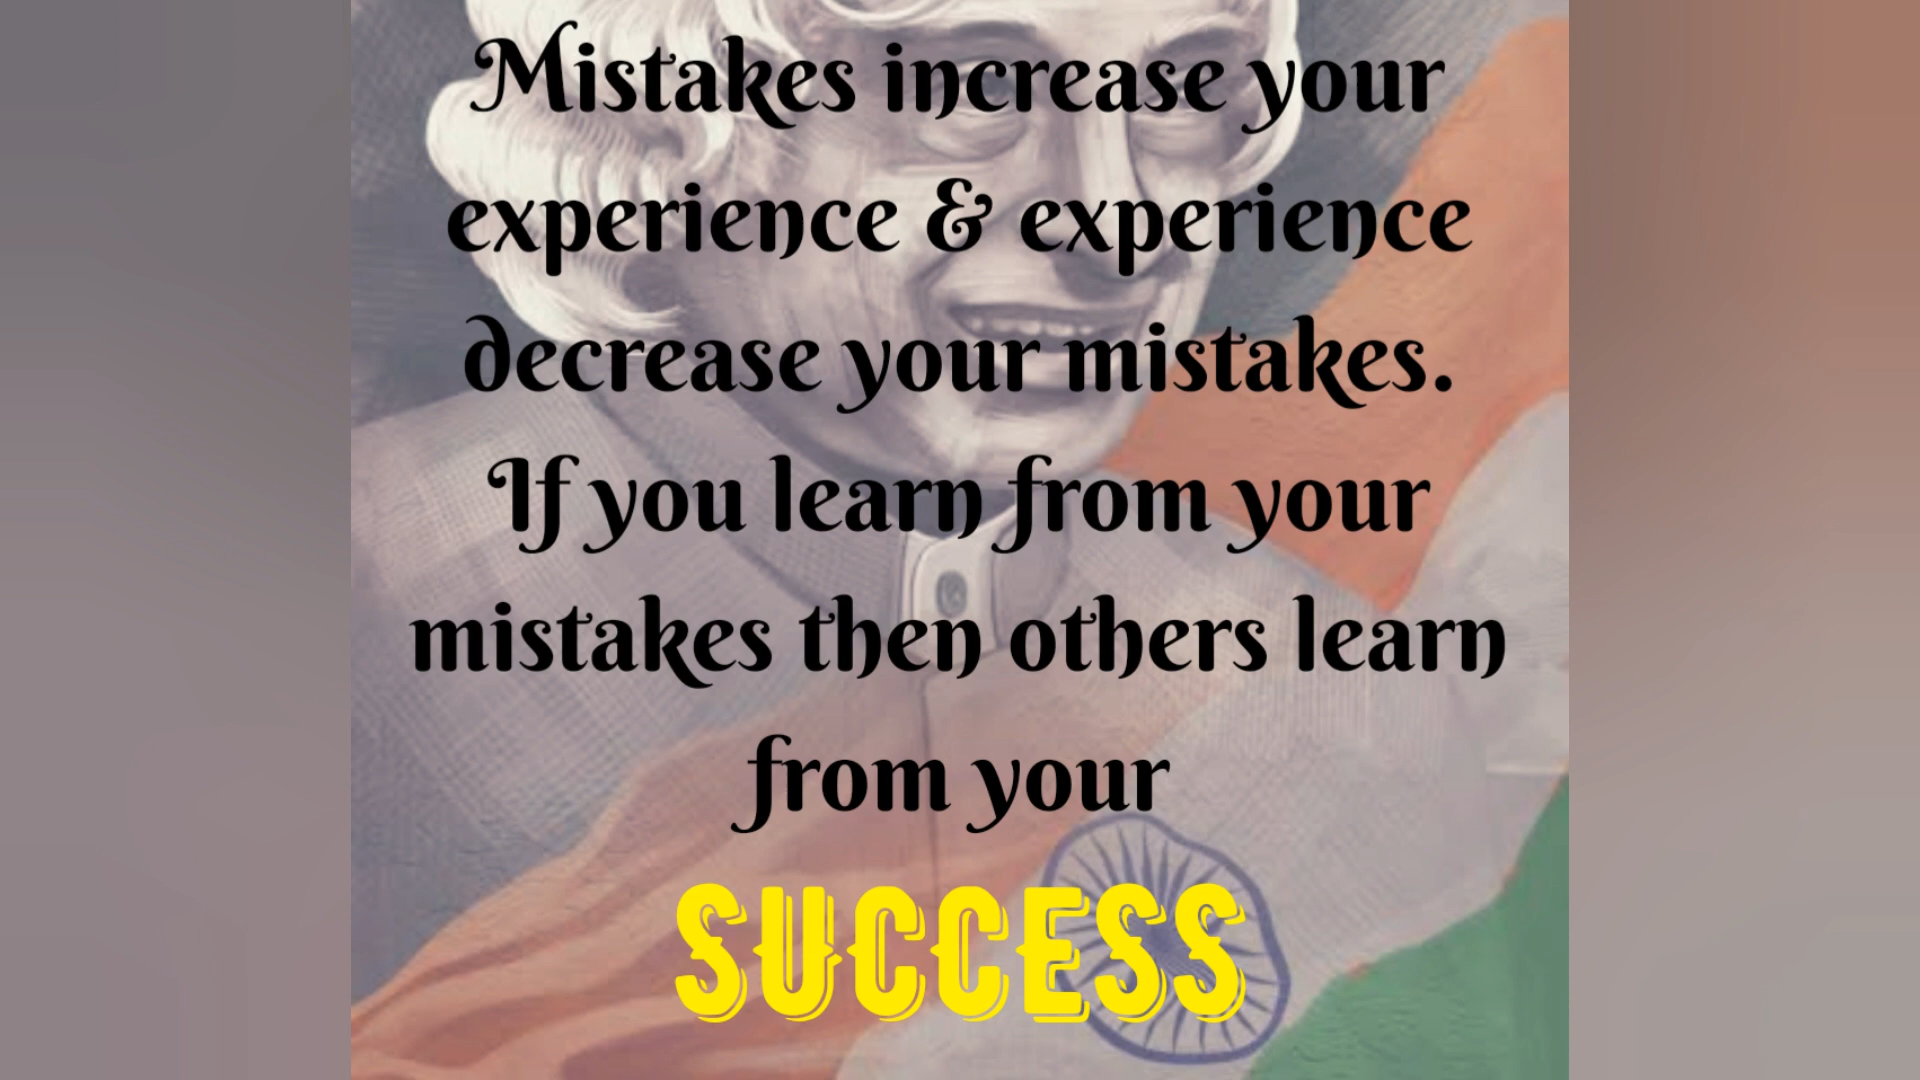 Mistakes increase your
experience & experience
decrease your mistakes.
If you learn from your
mistakes then others learn
from your
SUCCESS